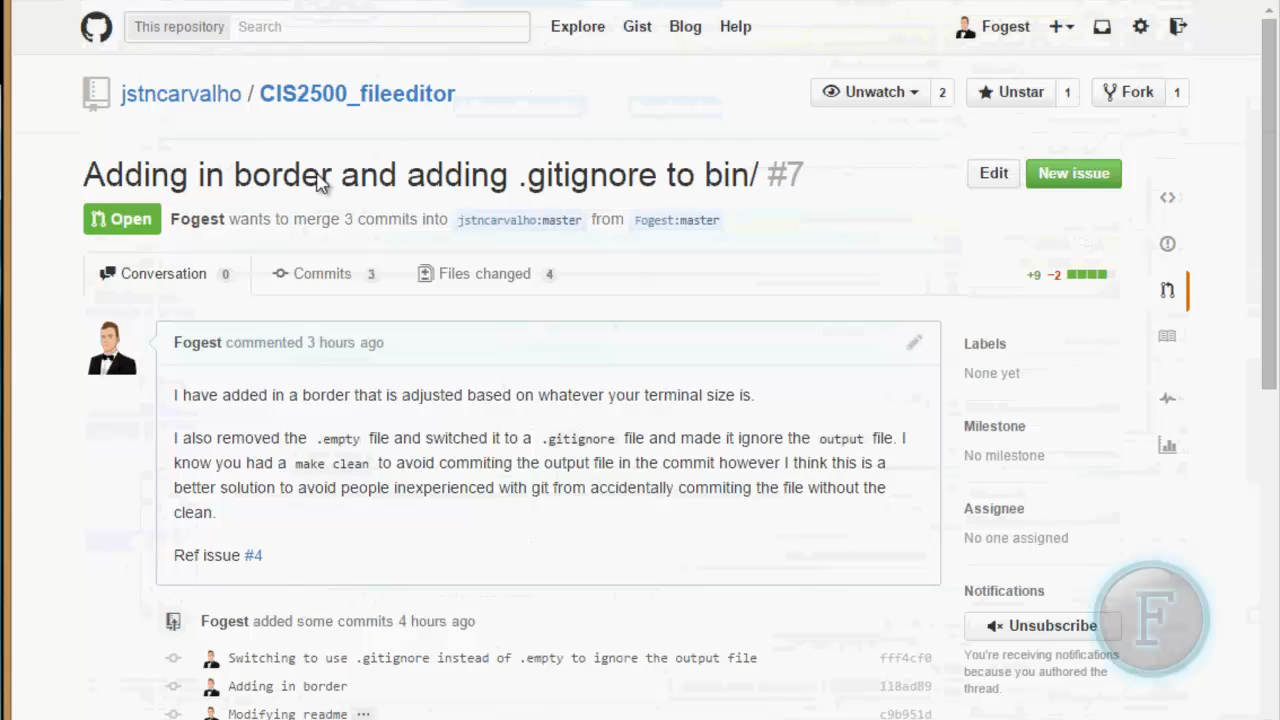 This repository Search Explore Gist Blog Help Fogest
jstncarvalho / CIS2500_fileeditor Unwatch 2 Unstar 1 Fork 1
Adding in border and adding .gitignore to bin/ #7 Edit New issue
Open Fogest wants to merge 3 commits into jstncarvalho:master from Fogest:master
Conversation 0 Commits 3 Files changed 4 +9 −2
Fogest commented 3 hours ago
I have added in a border that is adjusted based on whatever your terminal size is.
I also removed the .empty file and switched it to a .gitignore file and made it ignore the output file. I
know you had a make clean to avoid commiting the output file in the commit however I think this is a
better solution to avoid people inexperienced with git from accidentally commiting the file without the
clean.
Ref issue #4
Labels
None yet
Milestone
No milestone
Assignee
No one assigned
Notifications
Unsubscribe
You're receiving notifications
because you authored the
thread.
F
Fogest added some commits 4 hours ago
Switching to use .gitignore instead of .empty to ignore the output file fff4cf0
Adding in border 118ad89
Modifying readme ... c9b951d